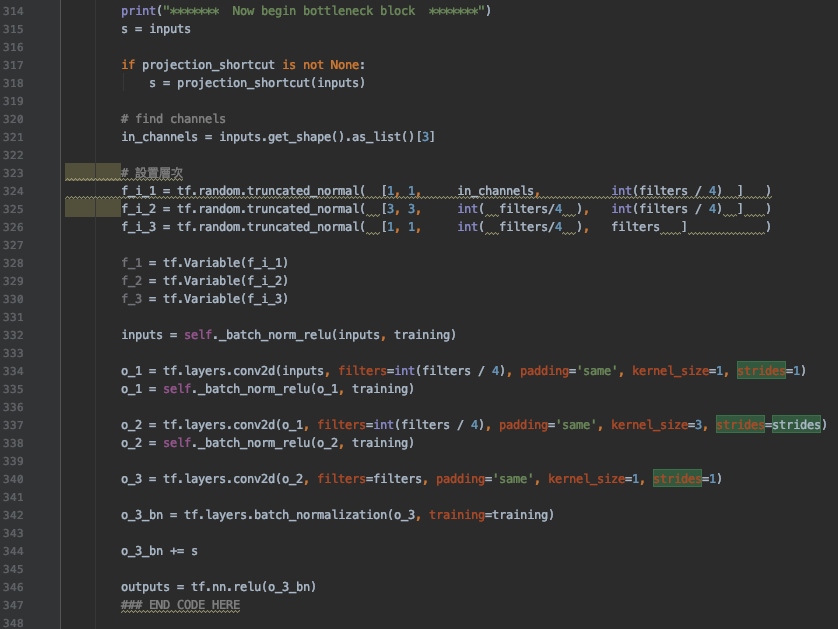 314 print("******* Now begin bottleneck block *******")
315 s = inputs
316
317 if projection_shortcut is not None:
318 s = projection_shortcut(inputs)
319
320 # find channels
321 in_channels = inputs.get_shape().as_list()[3]
322
323 # 設置層次
324 f_i_1 = tf.random.truncated_normal( [1, 1, in_channels, int(filters / 4) ] )
325 f_i_2 = tf.random.truncated_normal( [3, 3, int( filters/4 ), int(filters / 4) ] )
326 f_i_3 = tf.random.truncated_normal( [1, 1, int( filters/4 ), filters ] )
327
328 f_1 = tf.Variable(f_i_1)
329 f_2 = tf.Variable(f_i_2)
330 f_3 = tf.Variable(f_i_3)
331
332 inputs = self._batch_norm_relu(inputs, training)
333
334 o_1 = tf.layers.conv2d(inputs, filters=int(filters / 4), padding='same', kernel_size=1, strides=1)
335 o_1 = self._batch_norm_relu(o_1, training)
336
337 o_2 = tf.layers.conv2d(o_1, filters=int(filters / 4), padding='same', kernel_size=3, strides=strides)
338 o_2 = self._batch_norm_relu(o_2, training)
339
340 o_3 = tf.layers.conv2d(o_2, filters=filters, padding='same', kernel_size=1, strides=1)
341
342 o_3_bn = tf.layers.batch_normalization(o_3, training=training)
343
344 o_3_bn += s
345
346 outputs = tf.nn.relu(o_3_bn)
347 ### END CODE HERE
348